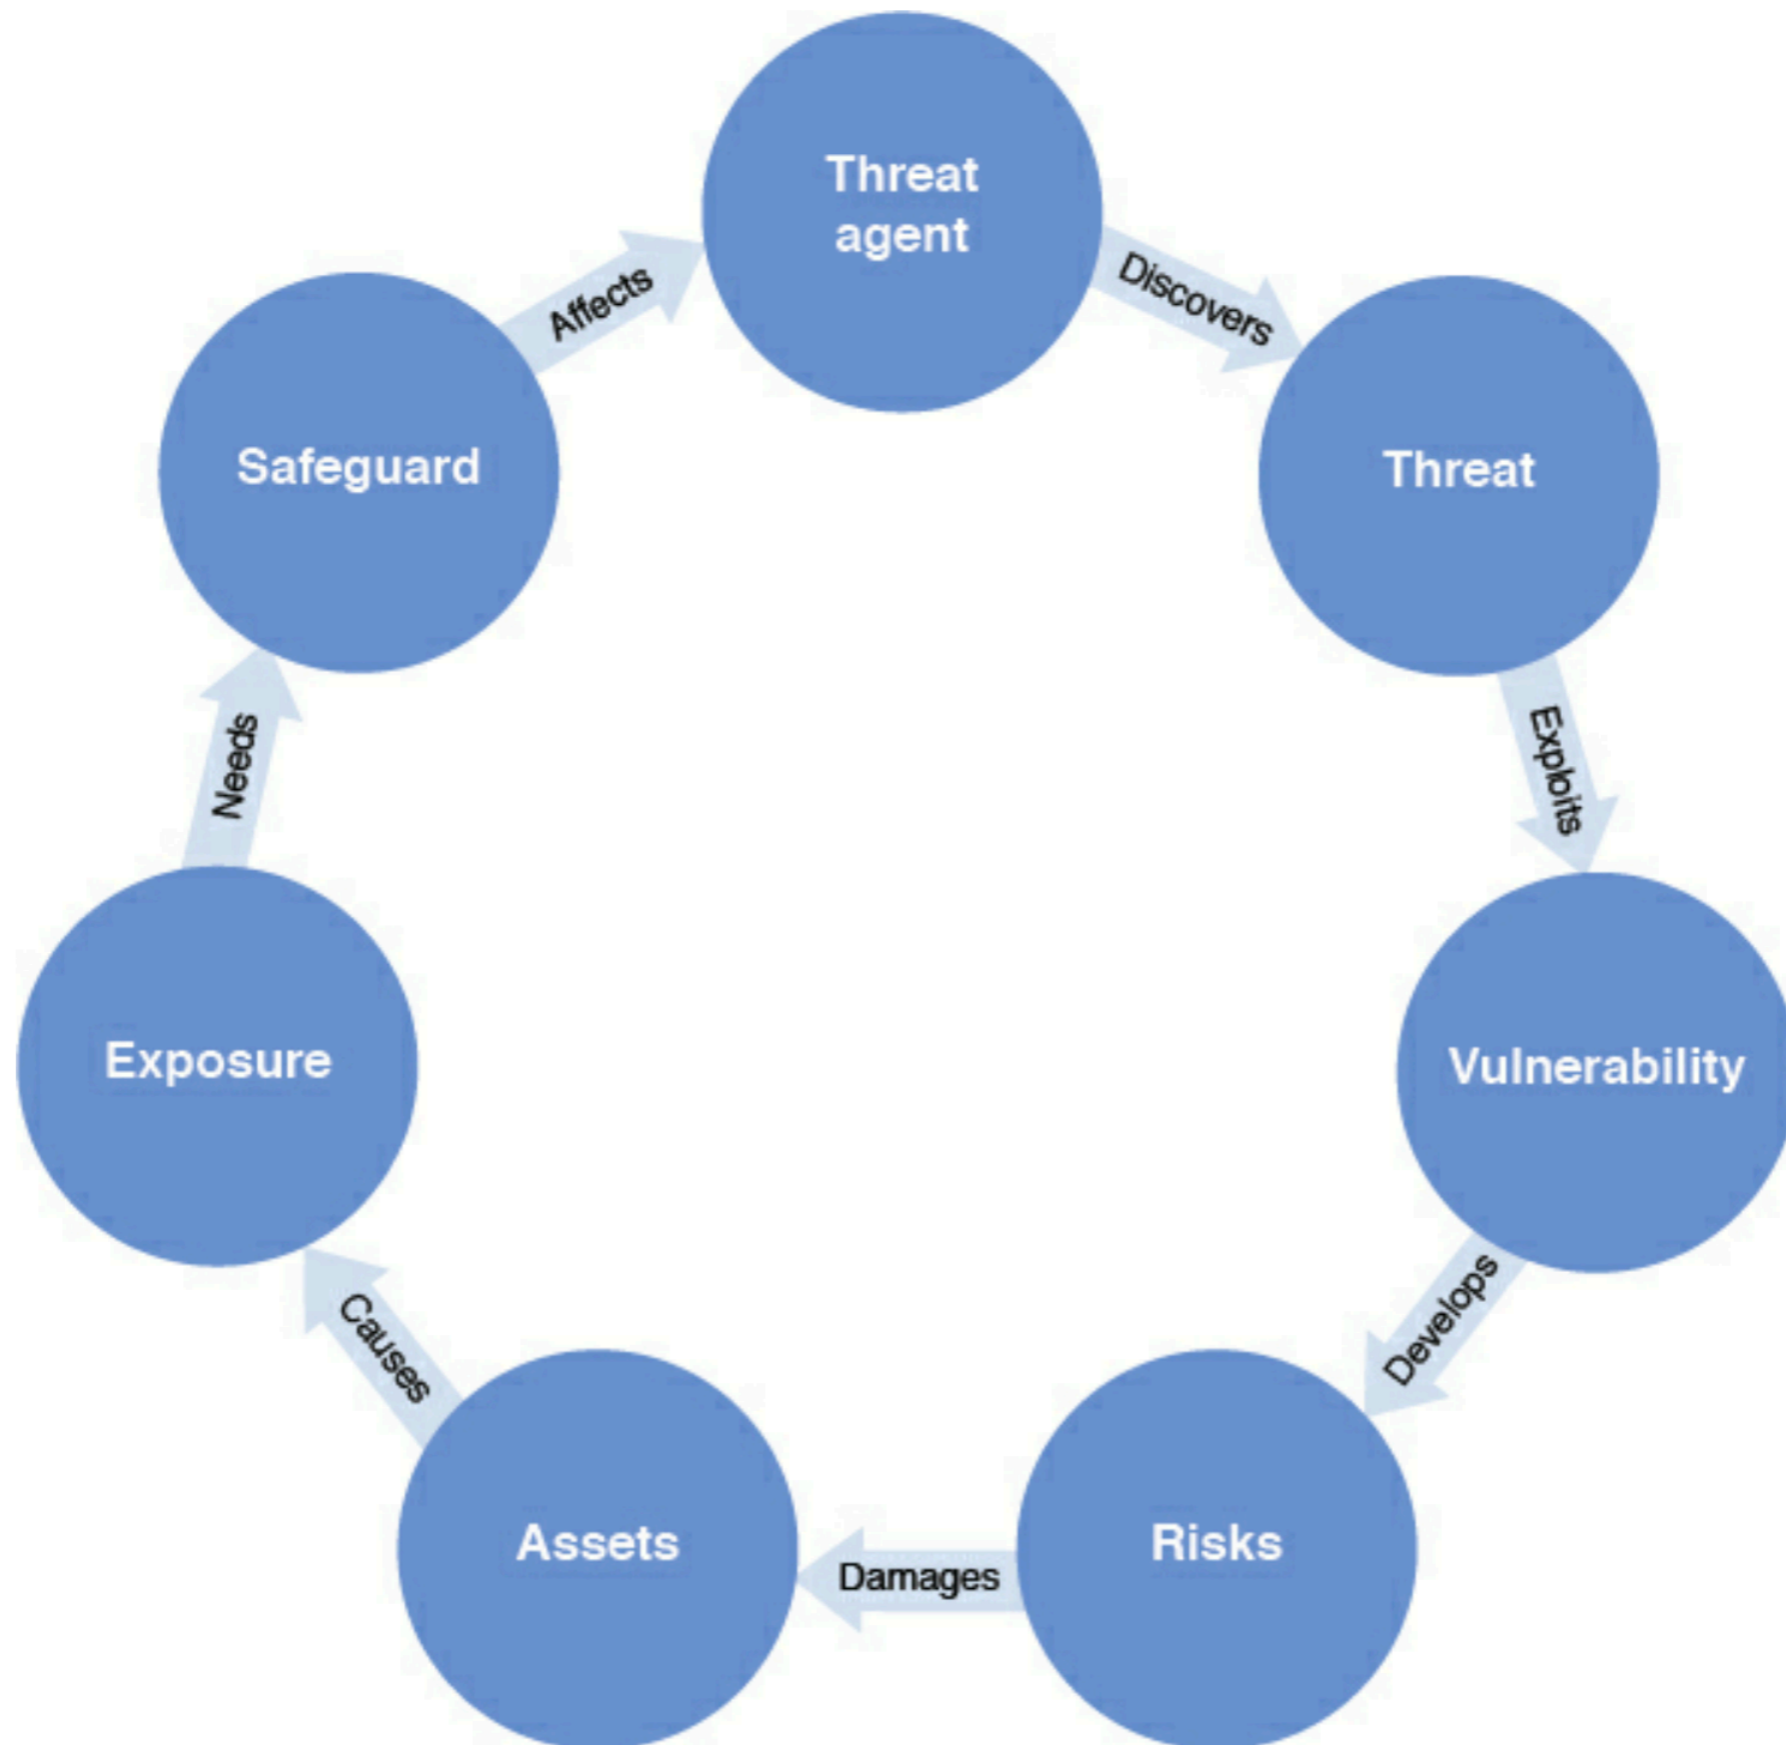 Threat
agent
Discovers
Threat
Exploits
Vulnerability
Develops
Risks
Damages
Assets
Causes
Exposure
Needs
Safeguard
Affects